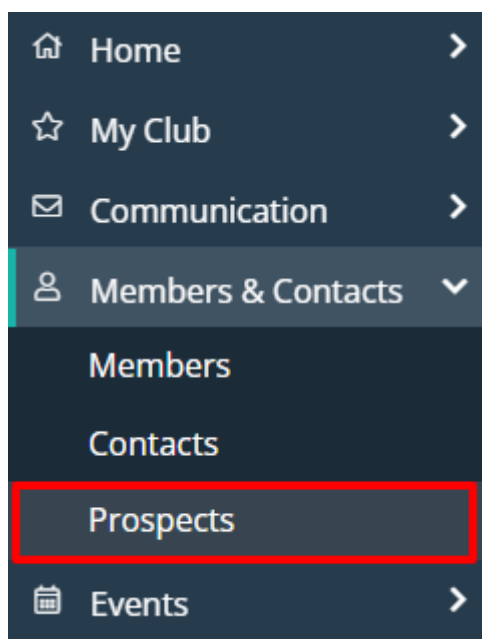 Home
My Club
Communication
Members & Contacts
Members
Contacts
Prospects
Events